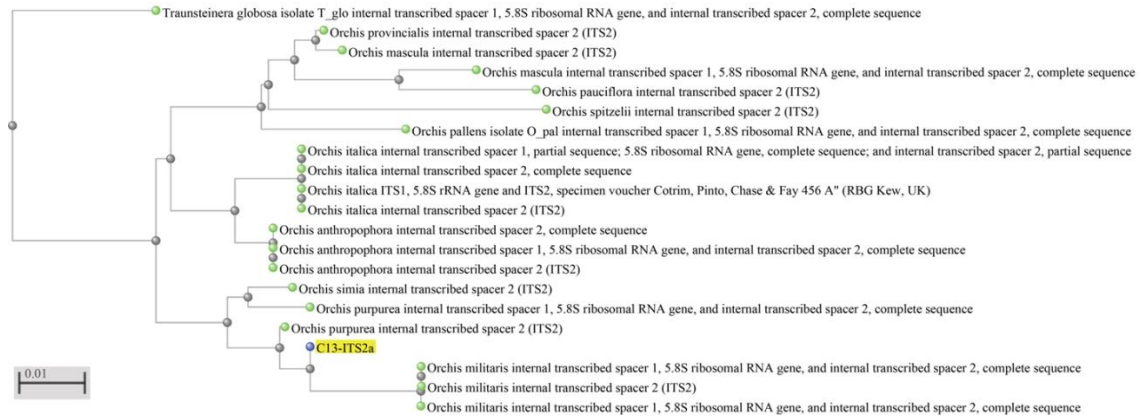 Traunsteinera globosa isolate T_glo internal transcribed spacer 1, 5.8S ribosomal RNA gene, and internal transcribed spacer 2, complete sequence
Orchis provincialis internal transcribed spacer 2 (ITS2)
Orchis mascula internal transcribed spacer 2 (ITS2)
Orchis mascula internal transcribed spacer 1, 5.8S ribosomal RNA gene, and internal transcribed spacer 2, complete sequence
Orchis pauciflora internal transcribed spacer 2 (ITS2)
Orchis spitzelii internal transcribed spacer 2 (ITS2)
Orchis pallens isolate O_pal internal transcribed spacer 1, 5.8S ribosomal RNA gene, and internal transcribed spacer 2, complete sequence
Orchis italica internal transcribed spacer 1, partial sequence; 5.8S ribosomal RNA gene, complete sequence; and internal transcribed spacer 2, partial sequence
Orchis italica internal transcribed spacer 2, complete sequence
Orchis italica ITS1, 5.8S rRNA gene and ITS2, specimen voucher Cotrim, Pinto, Chase & Fay 456 A" (RBG Kew, UK)
Orchis italica internal transcribed spacer 2 (ITS2)
Orchis anthropophora internal transcribed spacer 2, complete sequence
Orchis anthropophora internal transcribed spacer 1, 5.8S ribosomal RNA gene, and internal transcribed spacer 2, complete sequence
Orchis anthropophora internal transcribed spacer 2 (ITS2)
Orchis simia internal transcribed spacer 2 (ITS2)
Orchis purpurea internal transcribed spacer 1, 5.8S ribosomal RNA gene, and internal transcribed spacer 2, complete sequence
Orchis purpurea internal transcribed spacer 2 (ITS2)
C13-ITS2a
Orchis militaris internal transcribed spacer 1, 5.8S ribosomal RNA gene, and internal transcribed spacer 2, complete sequence
Orchis militaris internal transcribed spacer 2 (ITS2)
Orchis militaris internal transcribed spacer 1, 5.8S ribosomal RNA gene, and internal transcribed spacer 2, complete sequence
0.01